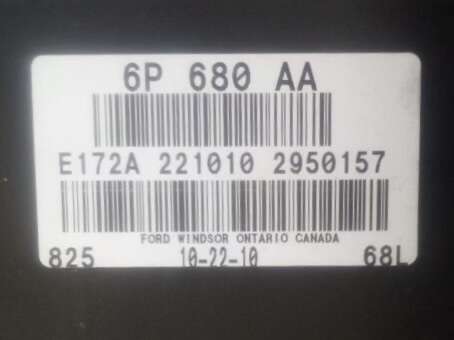 6P 680 AA
E172A 221010 2950157
FORD WINDSOR ONTARIO CANADA
825 10-22-10 68L